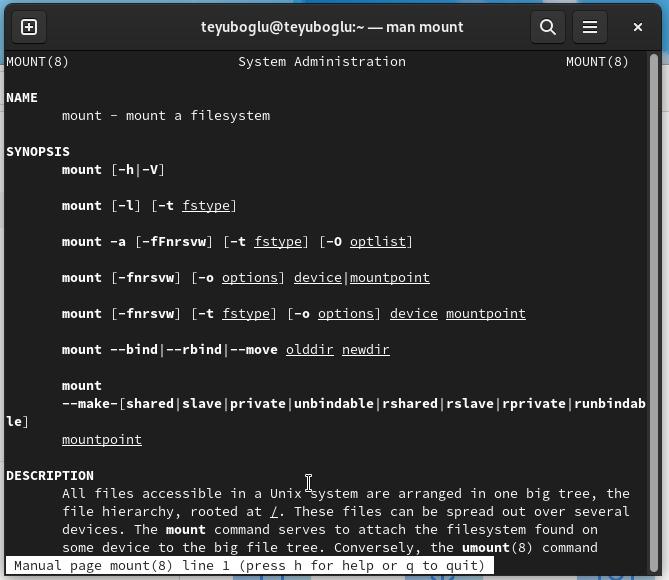 teyuboglu@teyuboglu:~ — man mount
MOUNT(8) System Administration MOUNT(8)
NAME
mount - mount a filesystem
SYNOPSIS
mount [-h|-V]
mount [-l] [-t fstype]
mount -a [-fFnrsvw] [-t fstype] [-O optlist]
mount [-fnrsvw] [-o options] device|mountpoint
mount [-fnrsvw] [-t fstype] [-o options] device mountpoint
mount --bind|--rbind|--move olddir newdir
mount
--make-[shared|slave|private|unbindable|rshared|rslave|rprivate|runbindab
le]
mountpoint
DESCRIPTION
All files accessible in a Unix system are arranged in one big tree, the
file hierarchy, rooted at /. These files can be spread out over several
devices. The mount command serves to attach the filesystem found on
some device to the big file tree. Conversely, the umount(8) command
Manual page mount(8) line 1 (press h for help or q to quit)